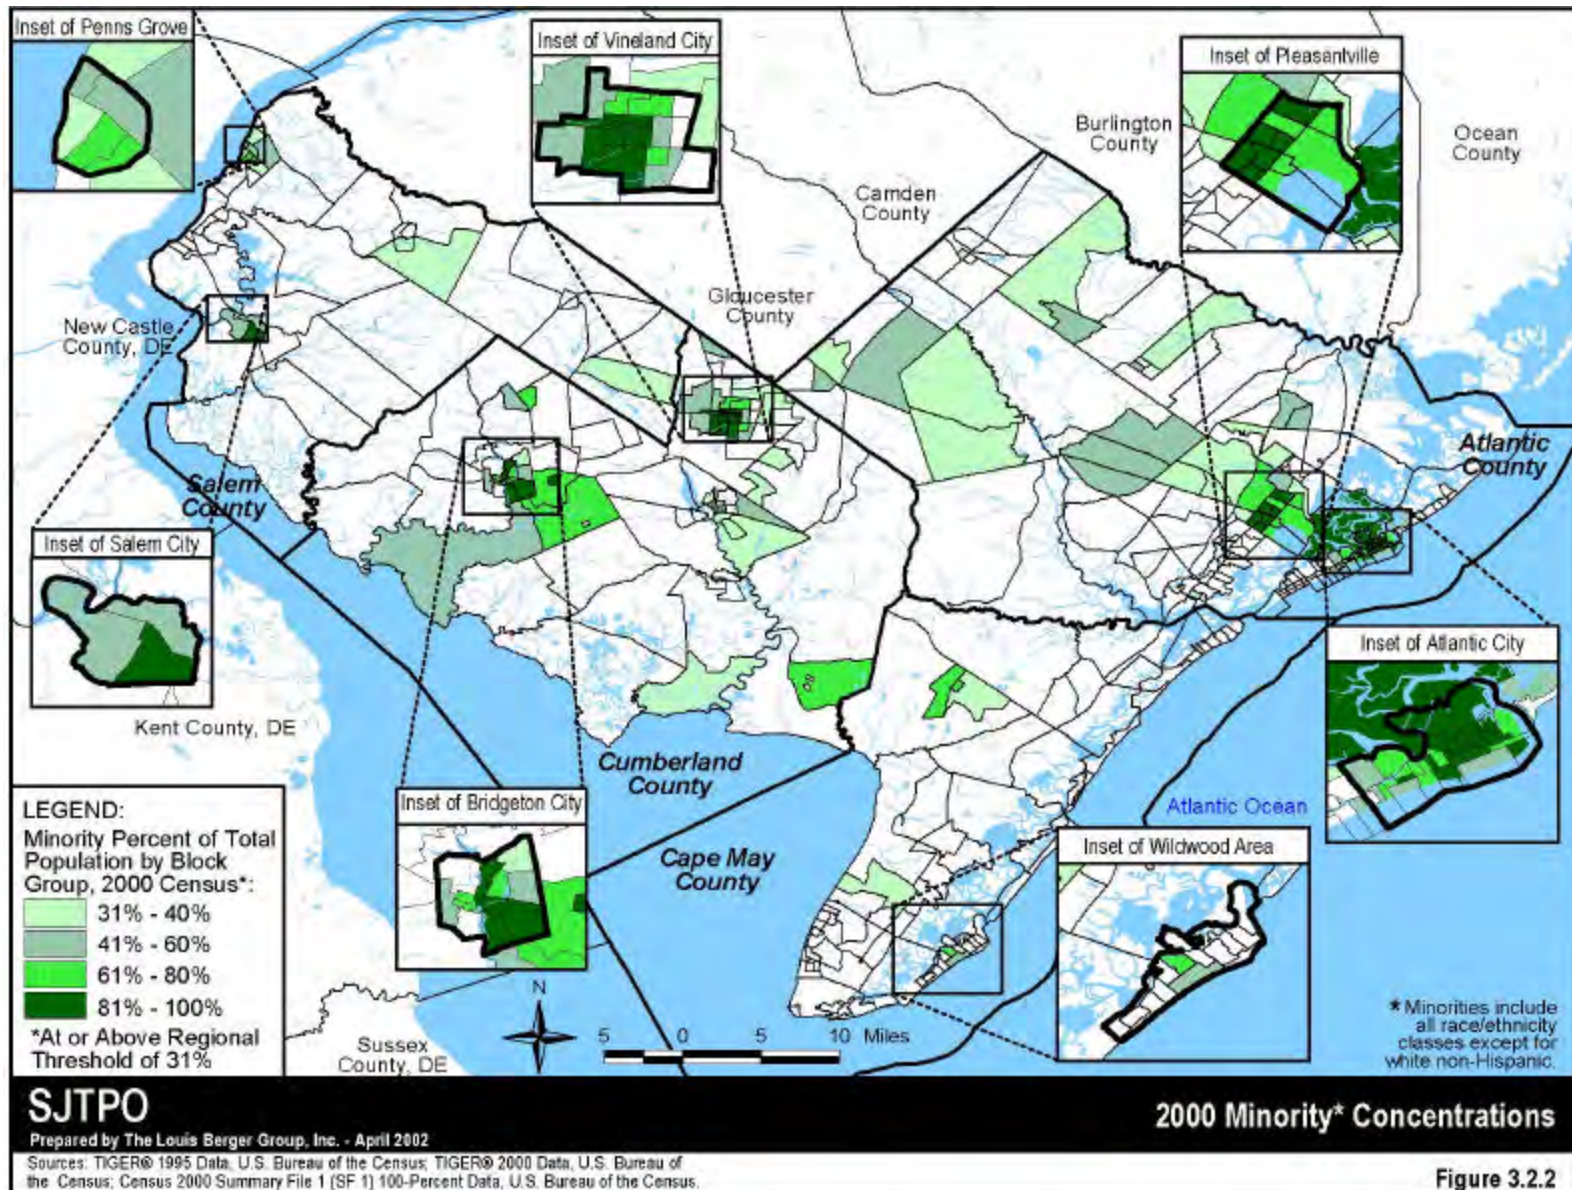 Inset of Penns Grove
Inset of Vineland City
Inset of Pleasantville
Burlington
County
Ocean
County
Camden
County
Gloucester
County
New Castle
County, DE
Atlantic
County
Salem
County
Inset of Salem City
Inset of Atlantic City
Kent County, DE
Cumberland
County
Inset of Bridgeton City
Atlantic Ocean
Cape May
County
Inset of Wildwood Area
LEGEND:
Minority Percent of Total
Population by Block
Group, 2000 Census*:
31% - 40%
41% - 60%
61% - 80%
81% - 100%
*At or Above Regional
Threshold of 31%
Sussex
County, DE
N
5 0 5 10 Miles
* Minorities include
all race/ethnicity
classes except for
white non-Hispanic.
SJTPO
Prepared by The Louis Berger Group, Inc. - April 2002
2000 Minority* Concentrations
Sources: TIGER® 1995 Data, U.S. Bureau of the Census; TIGER® 2000 Data, U.S. Bureau of
the Census; Census 2000 Summary File 1 (SF 1) 100-Percent Data, U.S. Bureau of the Census.
Figure 3.2.2